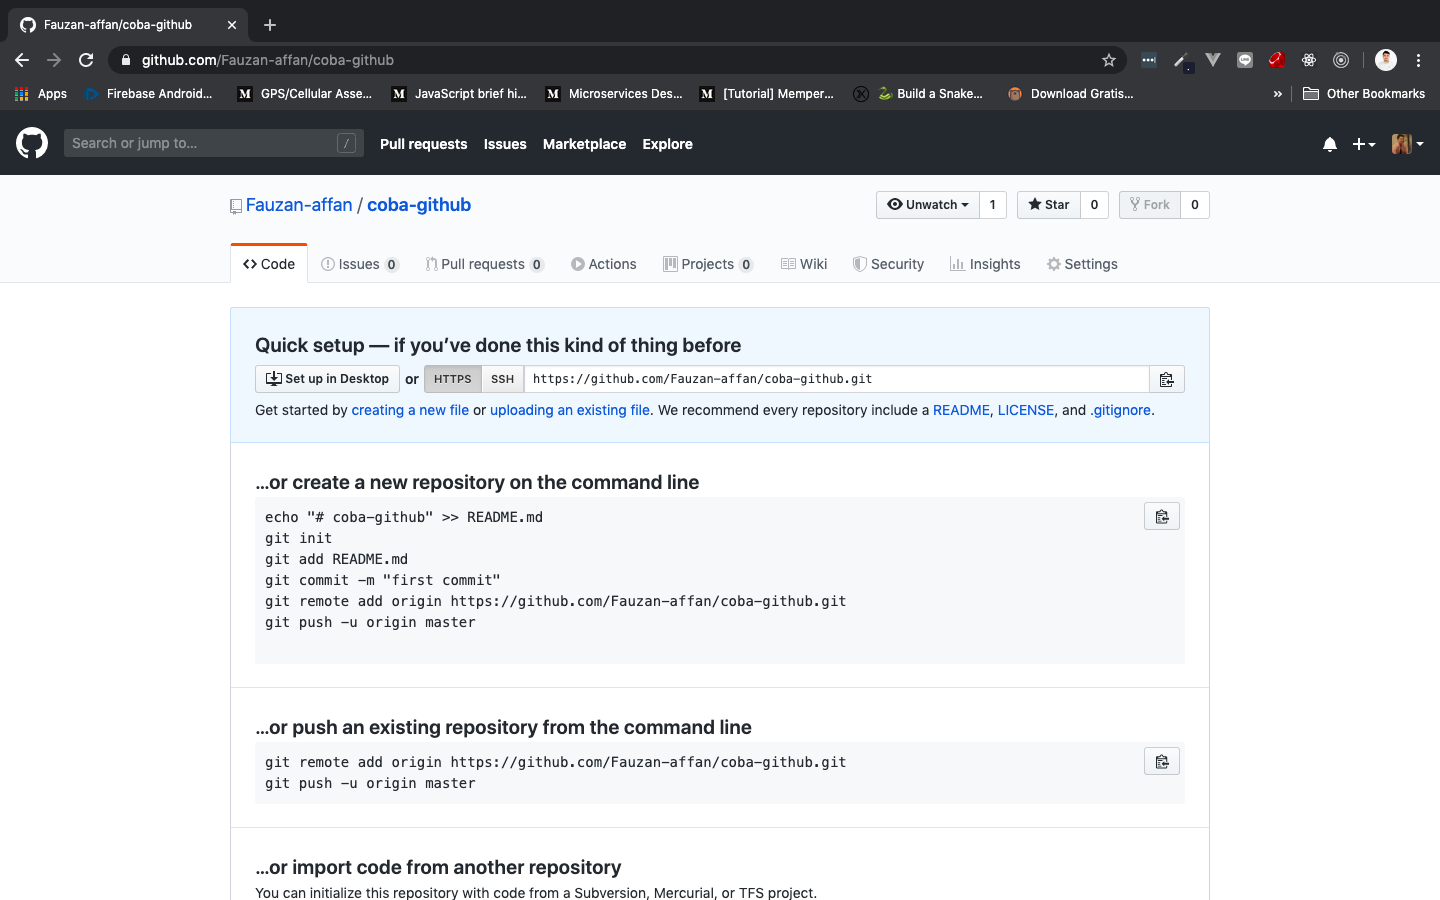 Fauzan-affan/coba-github
github.com/Fauzan-affan/coba-github
Apps Firebase Android... GPS/Cellular Asse... JavaScript brief hi... Microservices Des... [Tutorial] Memper... Build a Snake... Download Gratis... » Other Bookmarks
Search or jump to... / Pull requests Issues Marketplace Explore
Fauzan-affan / coba-github Unwatch 1 Star 0 Fork 0
Code Issues 0 Pull requests 0 Actions Projects 0 Wiki Security Insights Settings
Quick setup — if you’ve done this kind of thing before
Set up in Desktop or HTTPS SSH https://github.com/Fauzan-affan/coba-github.git
Get started by creating a new file or uploading an existing file. We recommend every repository include a README, LICENSE, and .gitignore.
…or create a new repository on the command line
echo "# coba-github" >> README.md
git init
git add README.md
git commit -m "first commit"
git remote add origin https://github.com/Fauzan-affan/coba-github.git
git push -u origin master
…or push an existing repository from the command line
git remote add origin https://github.com/Fauzan-affan/coba-github.git
git push -u origin master
…or import code from another repository
You can initialize this repository with code from a Subversion, Mercurial, or TFS project.